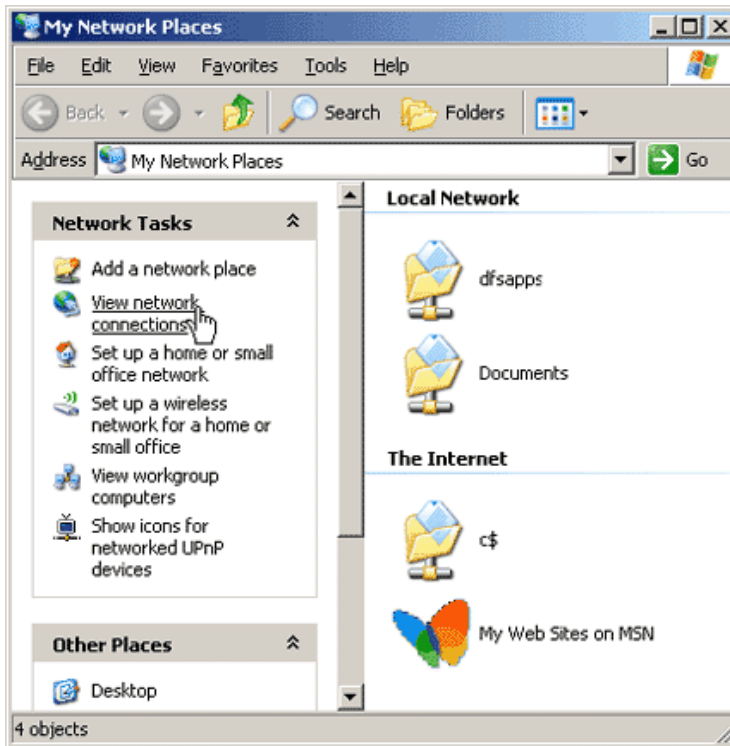 My Network Places
File Edit View Favorites Tools Help
Back Search Folders
Address My Network Places Go
Network Tasks
Add a network place
View network
connections
Set up a home or small
office network
Set up a wireless
network for a home or
small office
View workgroup
computers
Show icons for
networked UPnP
devices
Other Places
Desktop
Local Network
dfsapps
Documents
The Internet
c$
My Web Sites on MSN
4 objects